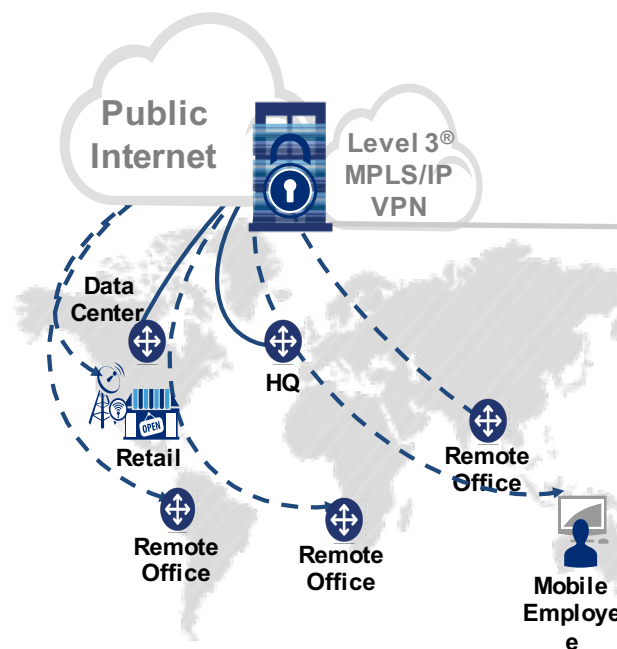 Public
Internet
Level 3®
MPLS/IP
VPN
Data
Center
HQ
OPEN
Retail
Remote
Office
Remote
Office
Remote
Office
Mobile
Employe
e